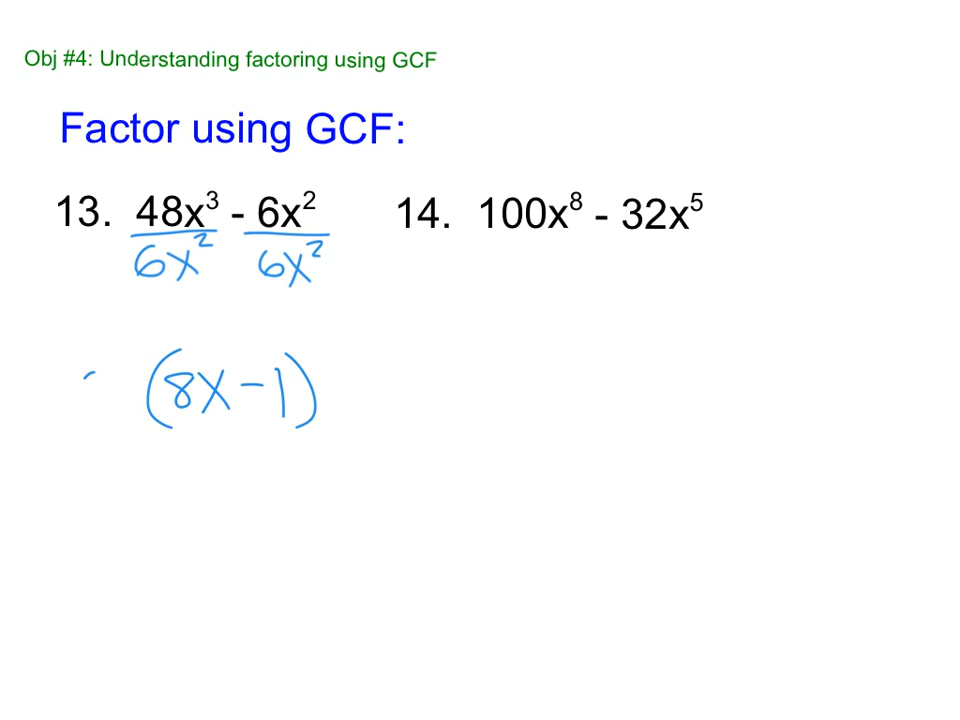 Obj #4: Understanding factoring using GCF
Factor using GCF:
13. 48x³ - 6x² 14. 100x⁸ - 32x⁵
6x² 6x²
(8x - 1)